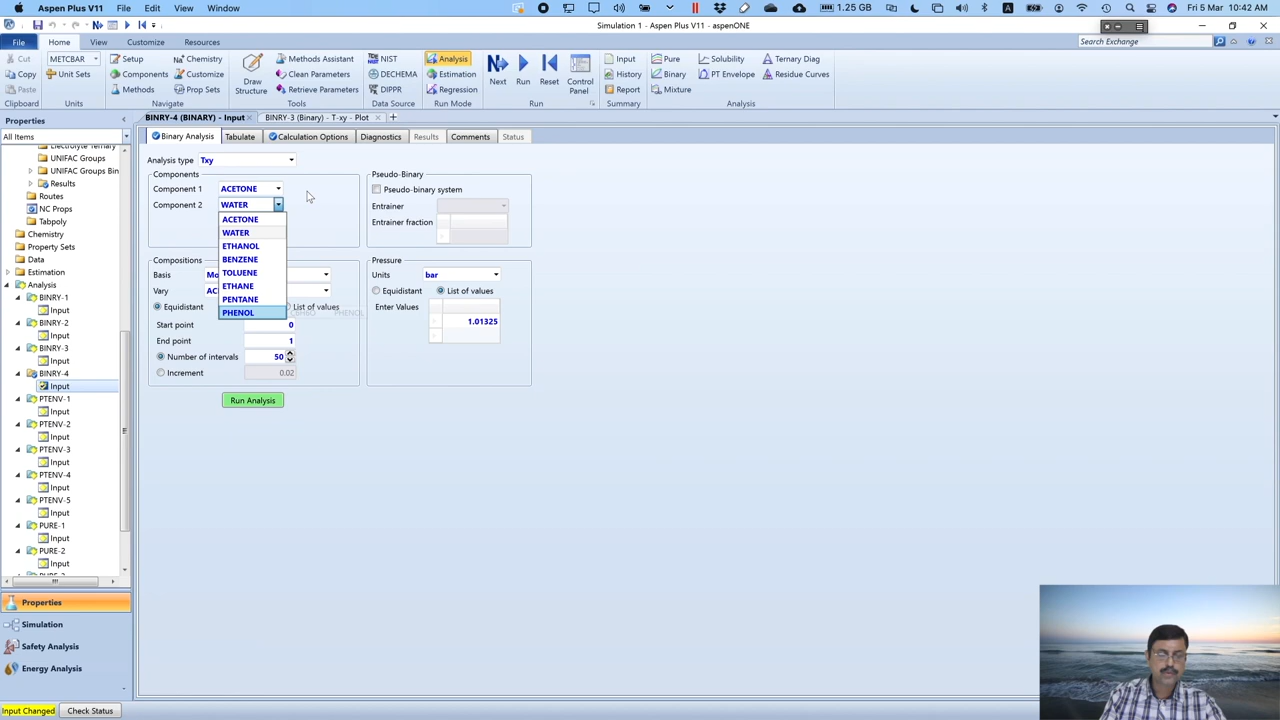 Aspen Plus V11 File Edit View Window 1.25 GB Fri 5 Mar 10:42 AM
Simulation 1 - Aspen Plus V11 - aspenONE
File Home View Customize Resources Search Exchange
Cut METCBAR Setup Chemistry Methods Assistant NIST Analysis Input Pure Solubility Ternary Diag
Copy Unit Sets Components Customize Draw Structure Clean Parameters DECHEMA Estimation Next Run Reset Control Panel History Binary PT Envelope Residue Curves
Paste Methods Prop Sets Retrieve Parameters DIPPR Regression Report Mixture
Clipboard Units Navigate Tools Data Source Run Mode Run Summary Analysis
Properties
All Items
BINRY-4 (BINARY) - Input BINRY-3 (Binary) - T-xy - Plot
Binary Analysis Tabulate Calculation Options Diagnostics Results Comments Status
Electrolyte Ternary
UNIFAC Groups
UNIFAC Groups Bin
Results
Routes
NC Props
Tabpoly
Chemistry
Property Sets
Data
Estimation
Analysis
BINRY-1
Input
BINRY-2
Input
BINRY-3
Input
BINRY-4
Input
PTENV-1
Input
PTENV-2
Input
PTENV-3
Input
PTENV-4
Input
PTENV-5
Input
PURE-1
Input
PURE-2
Input
Properties
Simulation
Safety Analysis
Energy Analysis
Analysis type Txy
Components
Component 1 ACETONE
Component 2 WATER
ACETONE
WATER
ETHANOL
BENZENE
TOLUENE
ETHANE
PENTANE
PHENOL
Pseudo-Binary
Pseudo-binary system
Entrainer
Entrainer fraction
Compositions
Basis Mo
Vary AC
Equidistant List of values
Start point 0
End point 1
Number of intervals 50
Increment 0.02
Pressure
Units bar
Equidistant List of values
Enter Values
1.01325
Run Analysis
Input Changed Check Status